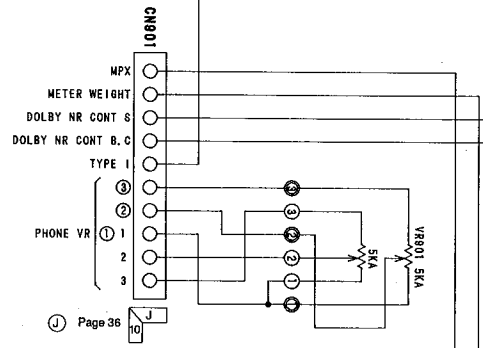 CN901
MPX
METER WEIGHT
DOLBY NR CONT S
DOLBY NR CONT B.C
TYPE I
③
②
PHONE VR ① 1
2
3
③
③
②
②
①
①
5KA
VR901 5KA
Ⓙ Page 36
J
10